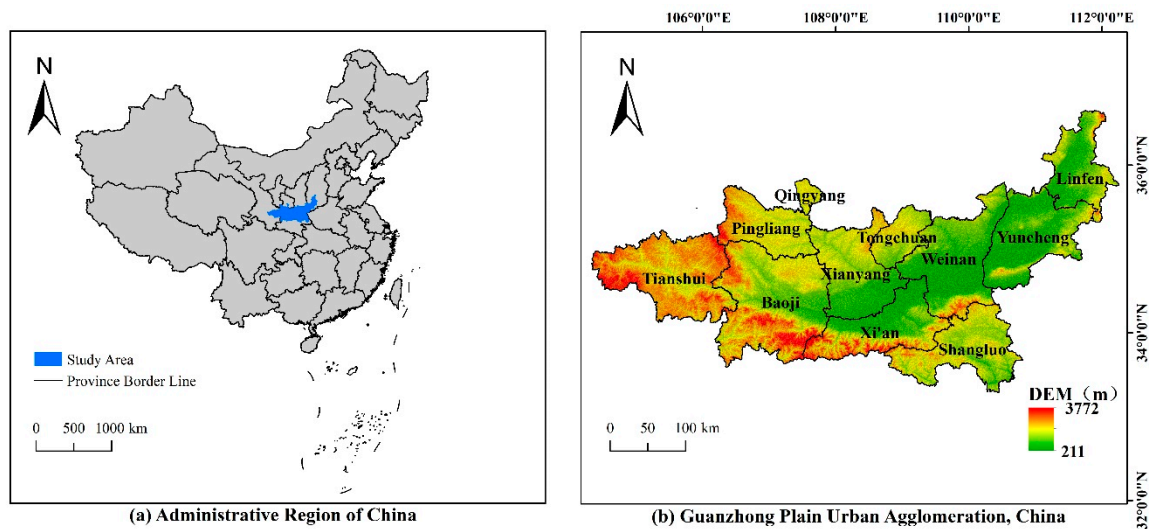 N
Study Area
Province Border Line
0 500 1000 km
(a) Administrative Region of China
106°0'0"E 108°0'0"E 110°0'0"E 112°0'0"E
N
36°0'0"N
34°0'0"N
32°0'0"N
Linfen
Qingyang
Pingliang
Tongchuan
Yuncheng
Weinan
Tianshui
Xianyang
Baoji
Xi'an
Shangluo
DEM（m）
3772
211
0 50 100 km
(b) Guanzhong Plain Urban Agglomeration, China